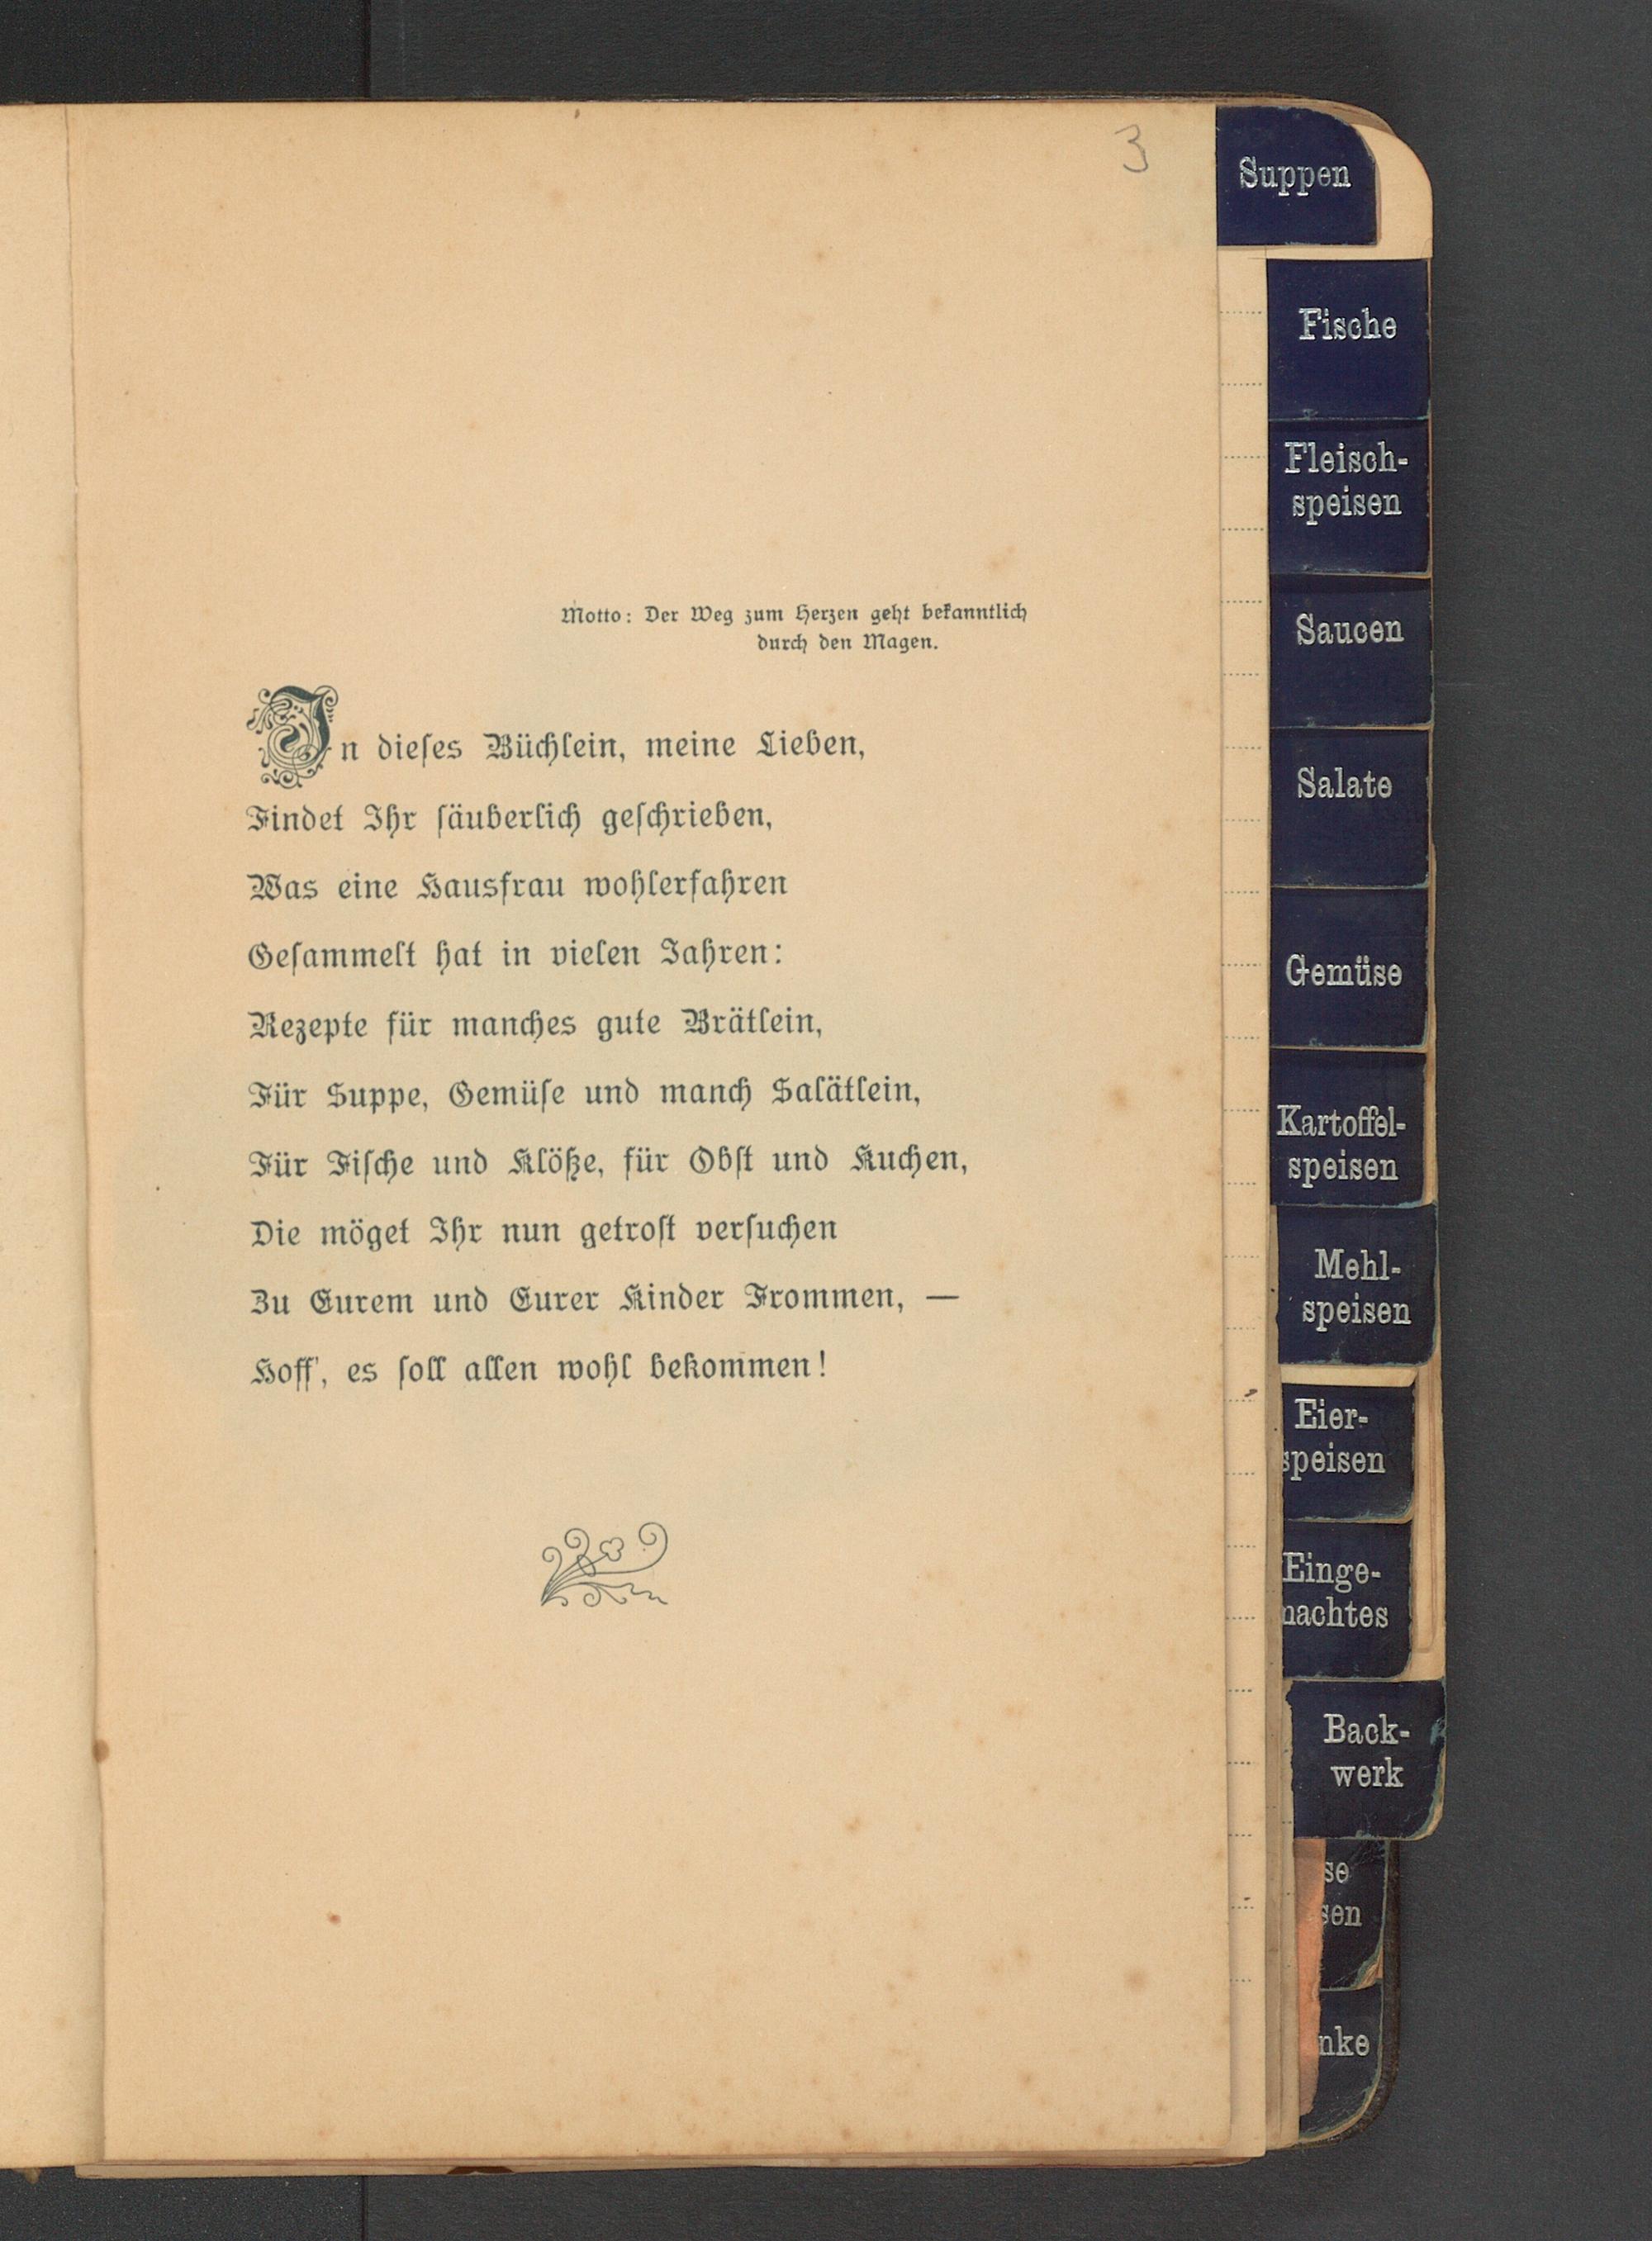 3
Motto: Der Weg zum Herzen geht bekanntlich
durch den Magen.
In dieses Büchlein, meine Lieben,
Findet Ihr säuberlich geschrieben,
Was eine Hausfrau wohlerfahren
Gesammelt hat in vielen Jahren:
Rezepte für manches gute Brätlein,
Für Suppe, Gemüse und manch Salätlein,
Für Fische und Klöße, für Obst und Kuchen,
Die möget Ihr nun getrost versuchen
Zu Eurem und Eurer Kinder Frommen, —
Hoff', es soll allen wohl bekommen!
Suppen
Fische
Fleisch-
speisen
Saucen
Salate
Gemüse
Kartoffel-
speisen
Mehl-
speisen
Eier-
speisen
Einge-
machtes
Back-
werk
se
sen
nke